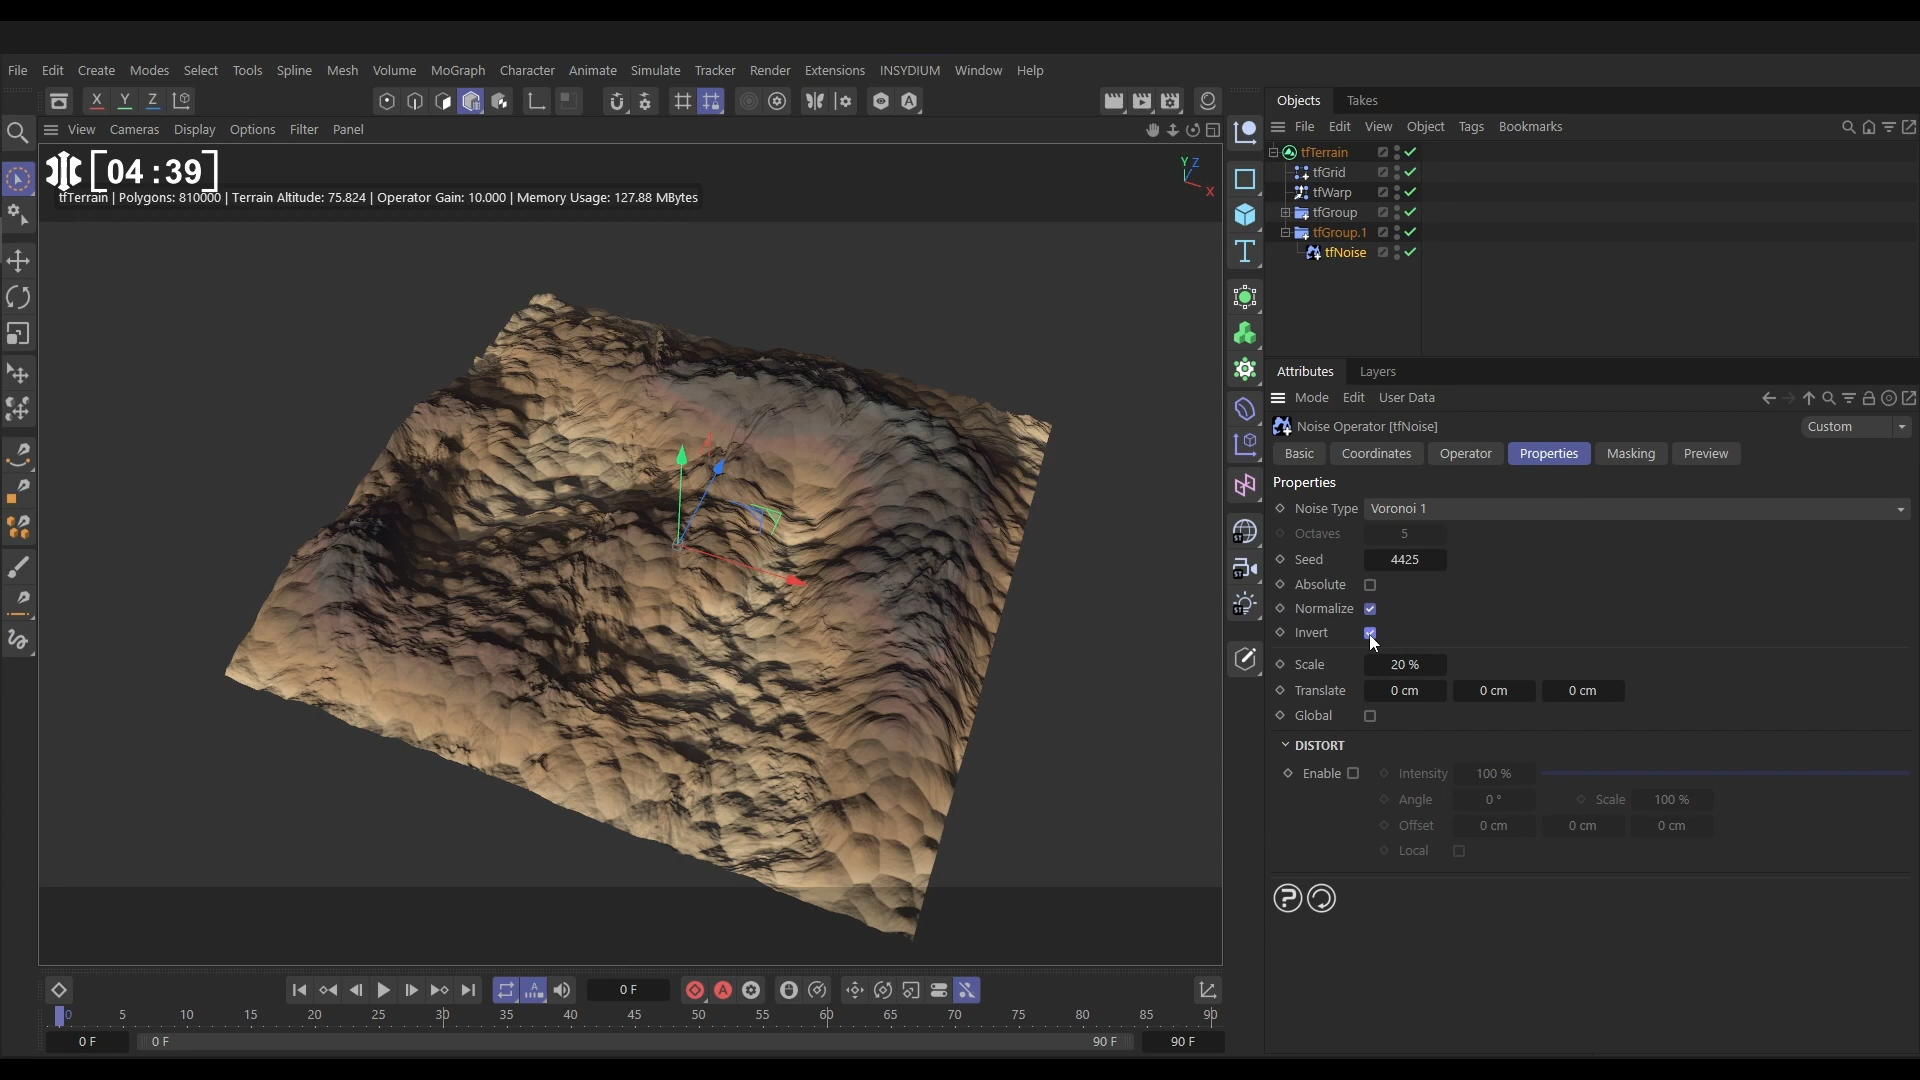 File Edit Create Modes Select Tools Spline Mesh Volume MoGraph Character Animate Simulate Tracker Render Extensions INSYDIUM Window Help
X Y Z
Objects Takes
View Cameras Display Options Filter Panel
File Edit View Object Tags Bookmarks
[04 : 39]
tfTerrain | Polygons: 810000 | Terrain Altitude: 75.824 | Operator Gain: 10.000 | Memory Usage: 127.88 MBytes
Y Z
X
tfTerrain
tfGrid
tfWarp
tfGroup
tfGroup.1
tfNoise
Attributes Layers
Mode Edit User Data
Noise Operator [tfNoise] Custom
Basic Coordinates Operator Properties Masking Preview
Properties
Noise Type Voronoi 1
Octaves 5
Seed 4425
Absolute
Normalize
Invert
Scale 20 %
Translate 0 cm 0 cm 0 cm
Global
DISTORT
Enable Intensity 100 %
Angle 0 ° Scale 100 %
Offset 0 cm 0 cm 0 cm
Local
0 F
0 5 10 15 20 25 30 35 40 45 50 55 60 65 70 75 80 85 90
0 F 0 F 90 F 90 F